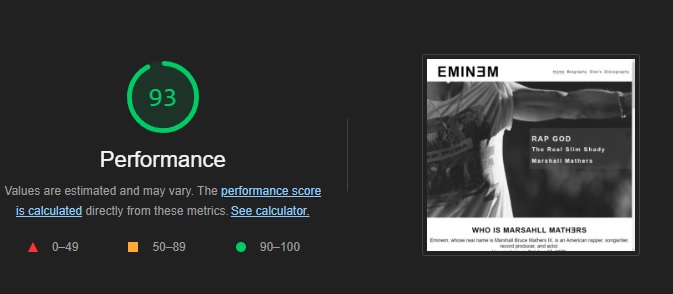 93
Performance
Values are estimated and may vary. The performance score
is calculated directly from these metrics. See calculator.
0–49
50–89
90–100
EMINƎM
Home Biography Discography
RAP GOD
The Real Slim Shady
Marshall Mathers
WHO IS MARSAHLL MATHƎRS
Eminem, whose real name is Marshall Bruce Mathers III, is an American rapper, songwriter,
record producer, and actor.